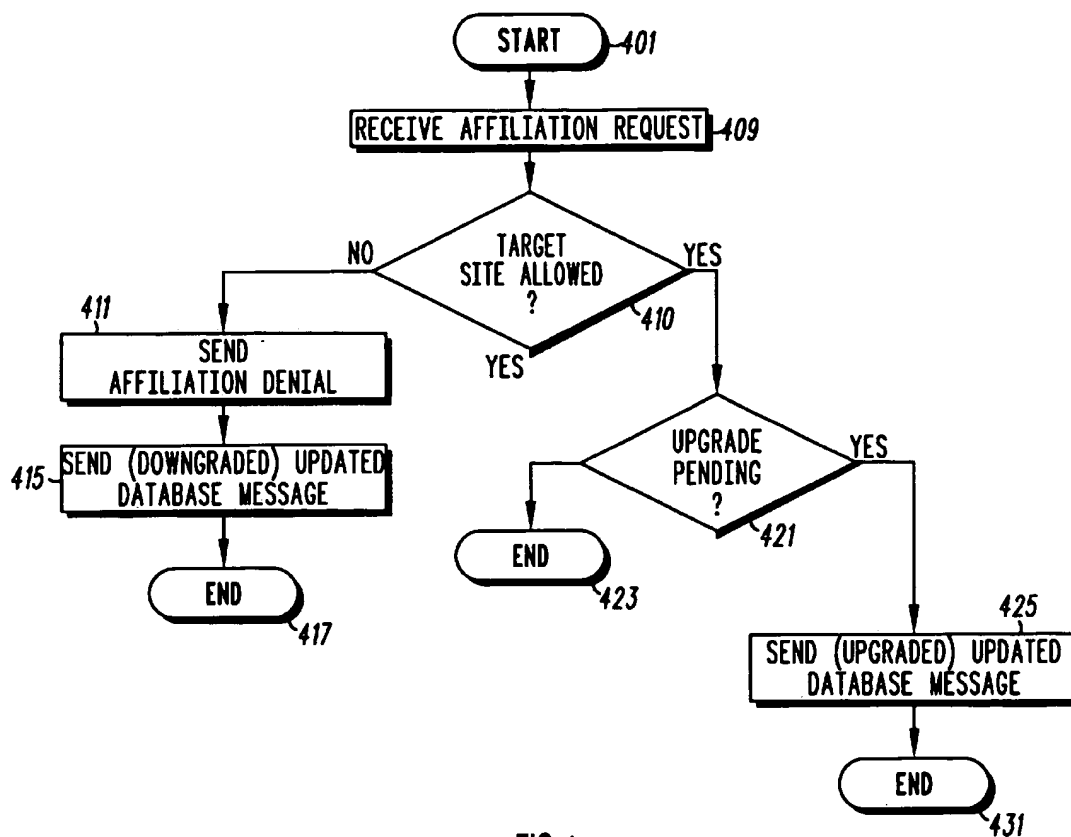 START
401
RECEIVE AFFILIATION REQUEST
409
TARGET
SITE ALLOWED
?
NO
YES
410
YES
411
SEND
AFFILIATION DENIAL
415
SEND (DOWNGRADED) UPDATED
DATABASE MESSAGE
END
417
UPGRADE
PENDING
?
YES
421
END
423
425
SEND (UPGRADED) UPDATED
DATABASE MESSAGE
END
431